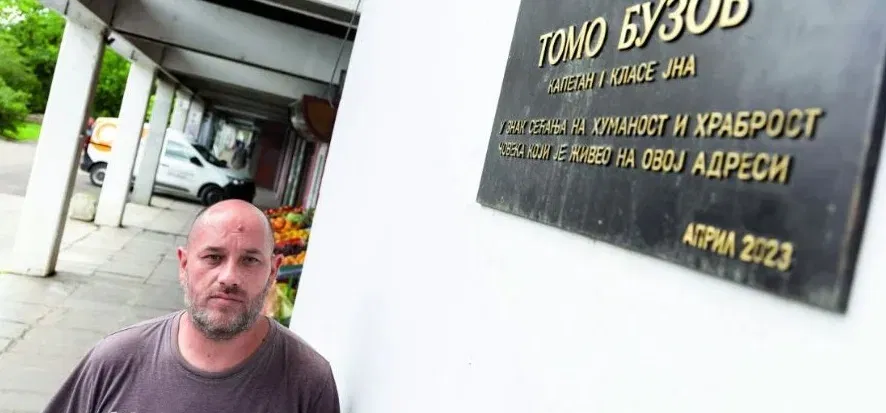 ТОМО БУЗОВ
КАПЕТАН I КЛАСЕ ЈНА
У ЗНАК СЕЋАЊА НА ХУМАНОСТ И ХРАБРОСТ
ЧОВЕКА КОЈИ ЈЕ ЖИВЕО НА ОВОЈ АДРЕСИ
АПРИЛ 2023